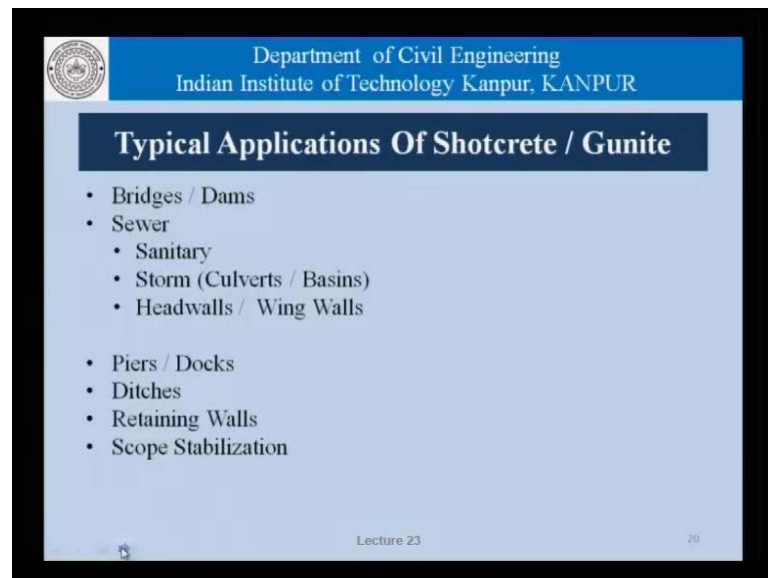 Department of Civil Engineering
Indian Institute of Technology Kanpur, KANPUR
Typical Applications Of Shotcrete / Gunite
• Bridges / Dams
• Sewer
• Sanitary
• Storm (Culverts / Basins)
• Headwalls / Wing Walls
• Piers / Docks
• Ditches
• Retaining Walls
• Scope Stabilization
Lecture 23
20